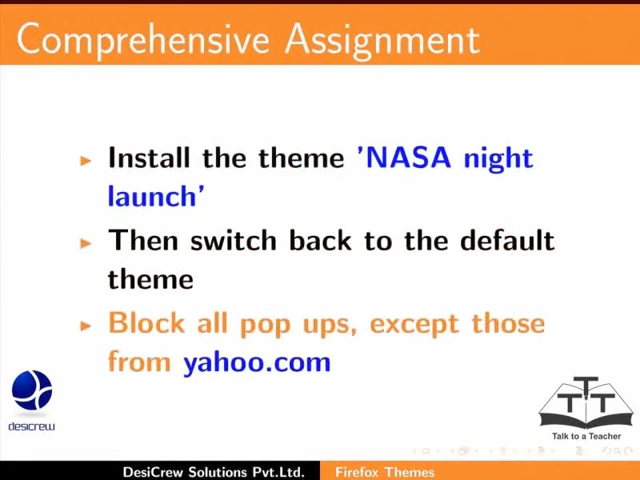 Comprehensive Assignment
Install the theme 'NASA night
launch'
Then switch back to the default
theme
Block all pop ups, except those
from yahoo.com
desicrew
TTT
Talk to a Teacher
DesiCrew Solutions Pvt.Ltd. Firefox Themes